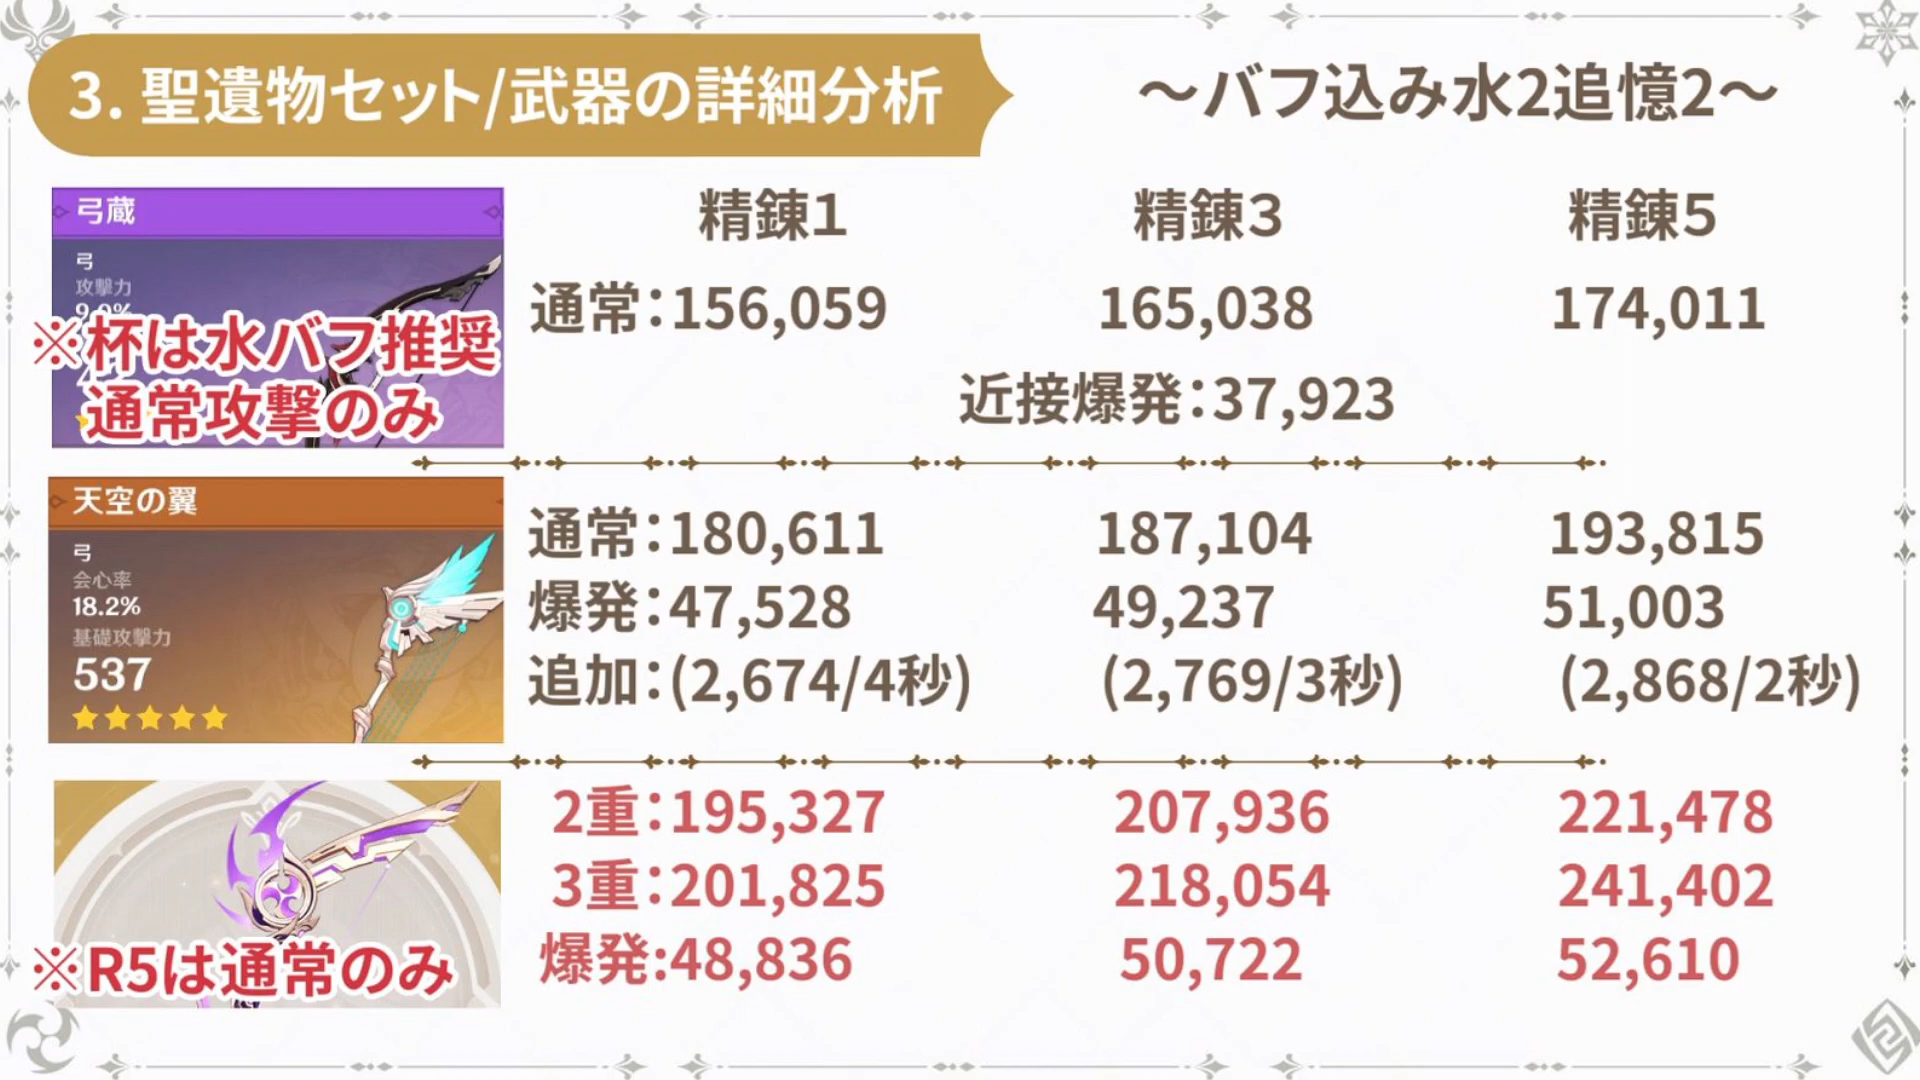 3. 聖遺物セット/武器の詳細分析
～バフ込み水2追憶2～
精錬1 精錬3 精錬5
弓蔵
弓
攻撃力
9.0%
※杯は水バフ推奨
通常攻撃のみ
通常：156,059 165,038 174,011
近接爆発：37,923
天空の翼
弓
会心率
18.2%
基礎攻撃力
537
通常：180,611 187,104 193,815
爆発：47,528 49,237 51,003
追加：(2,674/4秒) (2,769/3秒) (2,868/2秒)
※R5は通常のみ
2重：195,327 207,936 221,478
3重：201,825 218,054 241,402
爆発:48,836 50,722 52,610